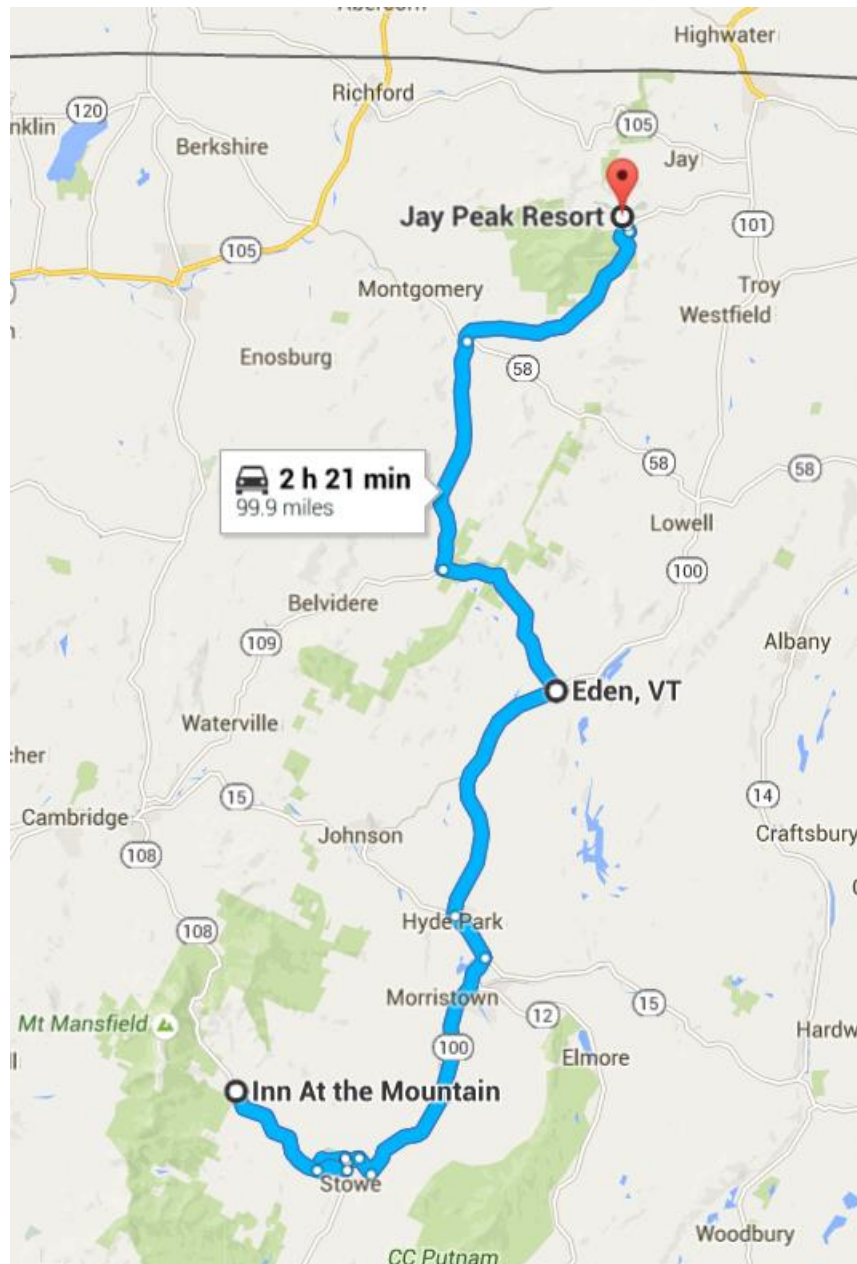 Highwater
Richford
120
nklin
105
Berkshire
Jay
Jay Peak Resort
101
105
Montgomery
Troy
Westfield
Enosburg
58
2 h 21 min
99.9 miles
58
58
Lowell
100
Belvidere
109
Albany
Eden, VT
Waterville
cher
15
14
Cambridge
Johnson
Craftsbury
108
108
Hyde Park
Morristown
15
12
Mt Mansfield
100
Hardw
Elmore
Inn At the Mountain
Stowe
Woodbury
CC Putnam